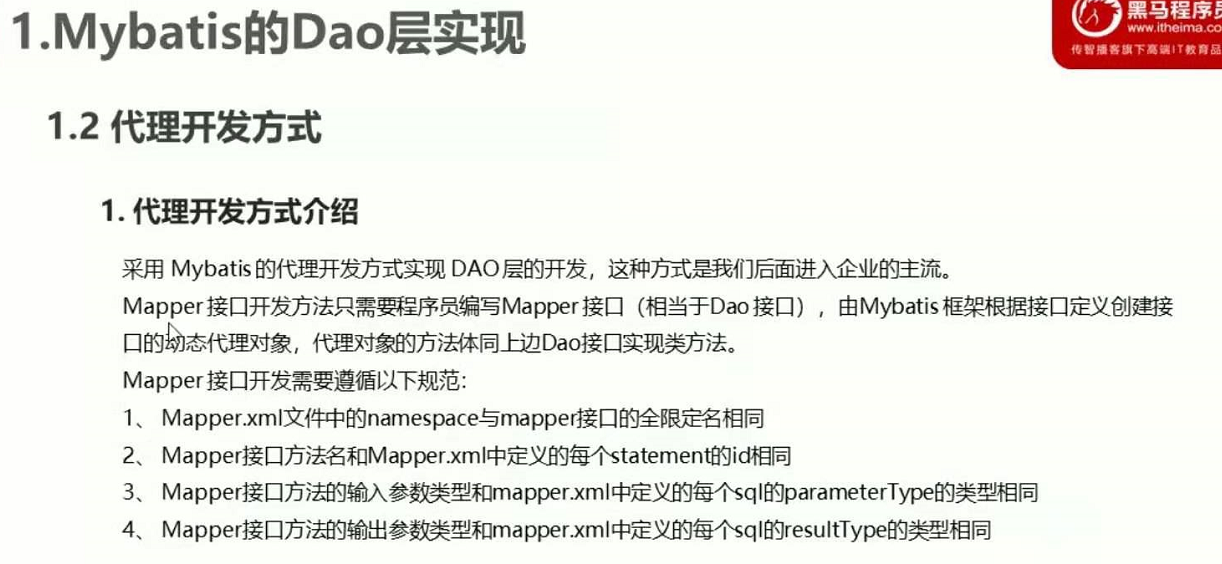 1.Mybatis的Dao层实现
黑马程序员
www.itheima.co
传智播客旗下高端IT教育品
1.2 代理开发方式
1. 代理开发方式介绍
采用 Mybatis 的代理开发方式实现 DAO 层的开发，这种方式是我们后面进入企业的主流。
Mapper 接口开发方法只需要程序员编写Mapper 接口（相当于Dao 接口），由Mybatis 框架根据接口定义创建接
口的动态代理对象，代理对象的方法体同上边Dao接口实现类方法。
Mapper 接口开发需要遵循以下规范：
1、 Mapper.xml文件中的namespace与mapper接口的全限定名相同
2、 Mapper接口方法名和Mapper.xml中定义的每个statement的id相同
3、 Mapper接口方法的输入参数类型和mapper.xml中定义的每个sql的parameterType的类型相同
4、 Mapper接口方法的输出参数类型和mapper.xml中定义的每个sql的resultType的类型相同